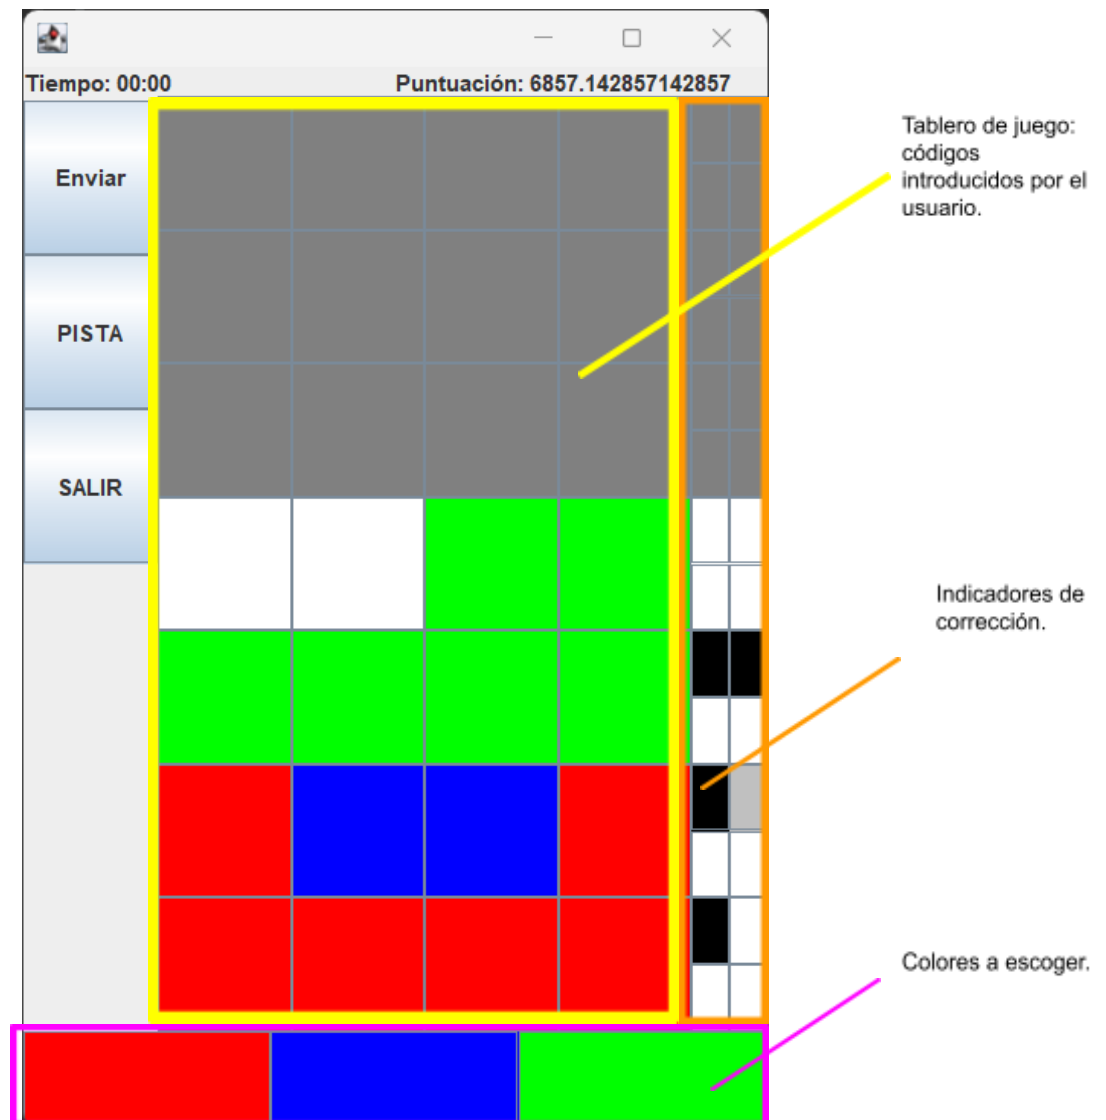 Tiempo: 00:00 Puntuación: 6857.142857142857
Enviar
PISTA
SALIR
Tablero de juego:
códigos
introducidos por el
usuario.
Indicadores de
corrección.
Colores a escoger.